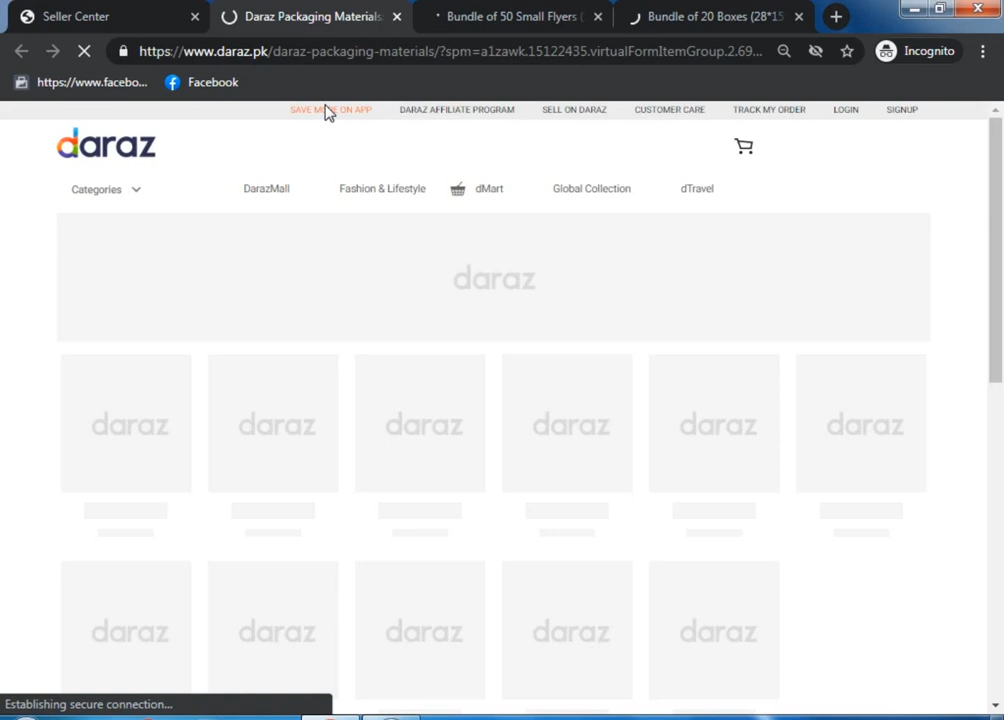 Seller Center
Daraz Packaging Materials
Bundle of 50 Small Flyers (
Bundle of 20 Boxes (28*15
https://www.daraz.pk/daraz-packaging-materials/?spm=a1zawk.15122435.virtualFormItemGroup.2.69...
Incognito
https://www.facebo...
Facebook
SAVE MORE ON APP
DARAZ AFFILIATE PROGRAM
SELL ON DARAZ
CUSTOMER CARE
TRACK MY ORDER
LOGIN
SIGNUP
daraz
Categories
DarazMall
Fashion & Lifestyle
dMart
Global Collection
dTravel
daraz
daraz
daraz
daraz
daraz
daraz
daraz
daraz
daraz
daraz
daraz
daraz
Establishing secure connection...